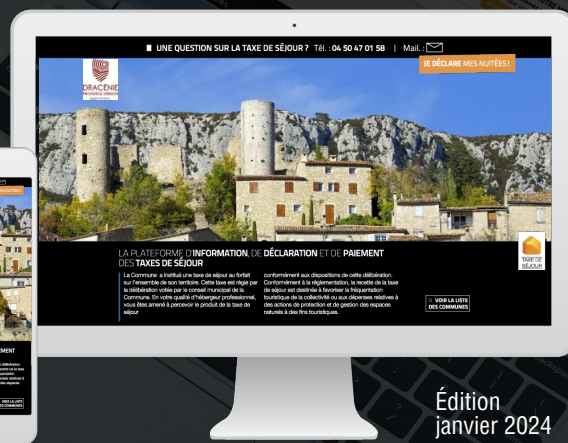 UNE QUESTION SUR LA TAXE DE SÉJOUR ? Tél. : 04 50 47 01 58 | Mail. :
JE DÉCLARE MES NUITÉES !
DRACÉNIE
PROVENCE VERDON
agglomération
LA PLATEFORME D'INFORMATION, DE DÉCLARATION ET DE PAIEMENT
DES TAXES DE SÉJOUR
La Commune a institué une taxe de séjour au forfait
sur l'ensemble de son territoire. Cette taxe est régie par
la délibération votée par le conseil municipal de la
Commune. En votre qualité d'hébergeur professionnel,
vous êtes amené à percevoir le produit de la taxe de
séjour
conformément aux dispositions de cette délibération.
Conformément à la réglementation, la recette de la taxe
de séjour est destinée à favoriser la fréquentation
touristique de la collectivité ou aux dépenses relatives à
des actions de protection et de gestion des espaces
naturels à des fins touristiques.
TAXE DE
SÉJOUR
VOIR LA LISTE
DES COMMUNES
VOIR LA LISTE
DES COMMUNES
Édition
janvier 2024